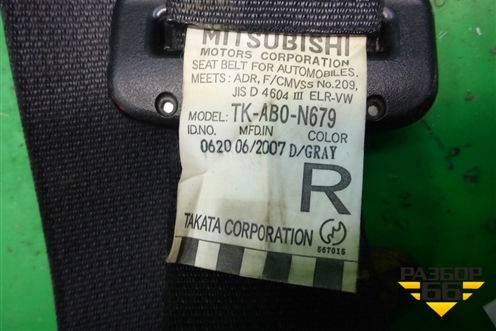 MITSUBISHI
MOTORS CORPORATION
SEAT BELT FOR AUTOMOBILES.
MEETS: ADR, F/CMVSS No.209,
JIS D 4604 III ELR-VW
MODEL: TK-AB0-N679
ID.NO. MFD.IN COLOR
0620 06/2007 D/GRAY
R
TAKATA CORPORATION
567015
РАЗБОР
66